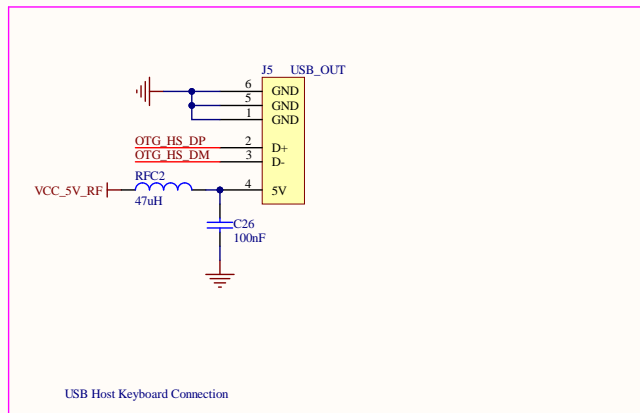 J5 USB_OUT
6 GND
5 GND
1 GND
OTG_HS_DP 2 D+
OTG_HS_DM 3 D-
RFC2
VCC_5V_RF 4 5V
47uH
C26
100nF
USB Host Keyboard Connection